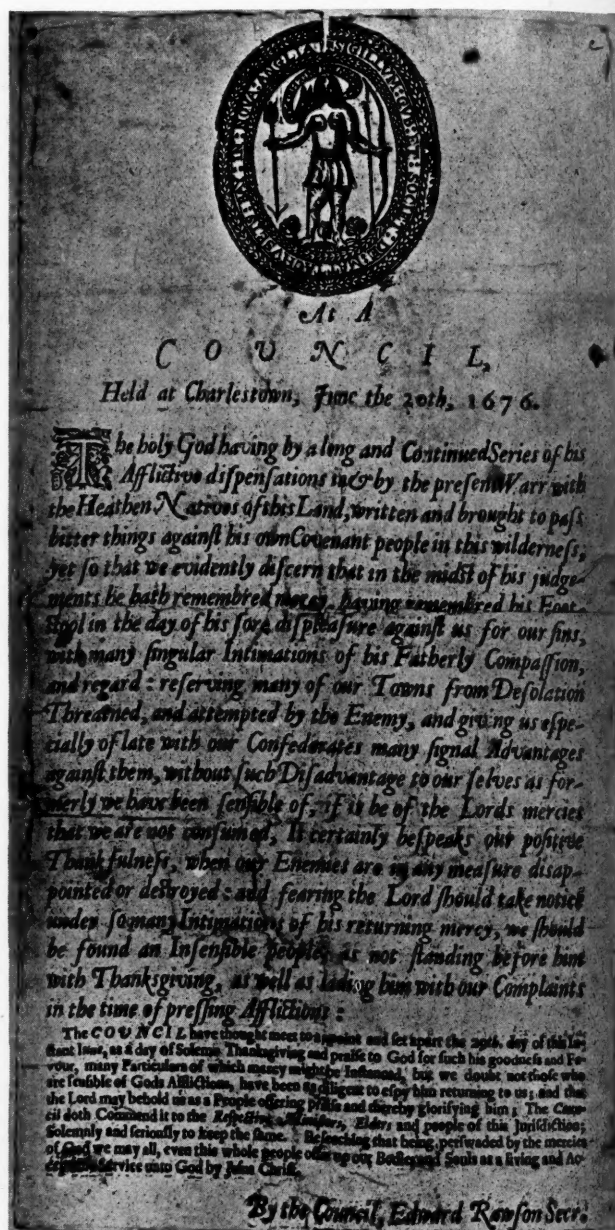 SIGILLUM: GUB: ET: SOCIET: DE: MATTACHVSETS: BAY: IN: NOVA: ANGLIA
At A
COUNCIL,
Held at Charlestown, June the 20th, 1676.
The holy God having by a long and Continued Series of his
Afflictive dispensations in & by the present Warr with
the Heathen Natives of this Land, written and brought to pass
bitter things against his own Covenant people in this wilderness,
yet so that we evidently discern that in the midst of his judge-
ments he hath remembred mercy, having remembred his Foot-
stool in the day of his sore displeasure against us for our sins,
with many singular Intimations of his Fatherly Compassion,
and regard: reserving many of our Towns from Desolation
Threatned, and attempted by the Enemy, and giving us espe-
cially of late with our Confederates many signal Advantages
against them, without such Disadvantage to our selves as for-
merly we have been sensible of, if it be of the Lords mercies
that we are not consumed, It certainly bespeaks our positive
Thankfulness, when our Enemies are in any measure disap-
pointed or destroyed: and fearing the Lord should take notice
under so many Intimations of his returning mercy, we should
be found an Insensible people, as not standing before him
with Thanksgiving, as well as lading him with our Complaints
in the time of pressing Afflictions:
The COUNCIL have thought meet to appoint and set apart the 29th. day of this In-
stant June, as a day of Solemn Thanksgiving and praise to God for such his goodness and Fa-
vour, many Particulars of which mercy might be Instanced, but we doubt not those who
are sensible of Gods Afflictions, have been as diligent to espy him returning to us; and that
the Lord may behold us as a People offering praise and thereby glorifying him; The Coun-
cil doth Commend it to the Respective Ministers, Elders and people of this Jurisdiction;
Solemnly and seriously to keep the same. Beseeching that being perswaded by the mercies
of God we may all, even this whole people offer up our Bodies and Souls as a living and Ac-
ceptable Service unto God by Jesus Christ.
By the Council, Edward Rawson Secr.